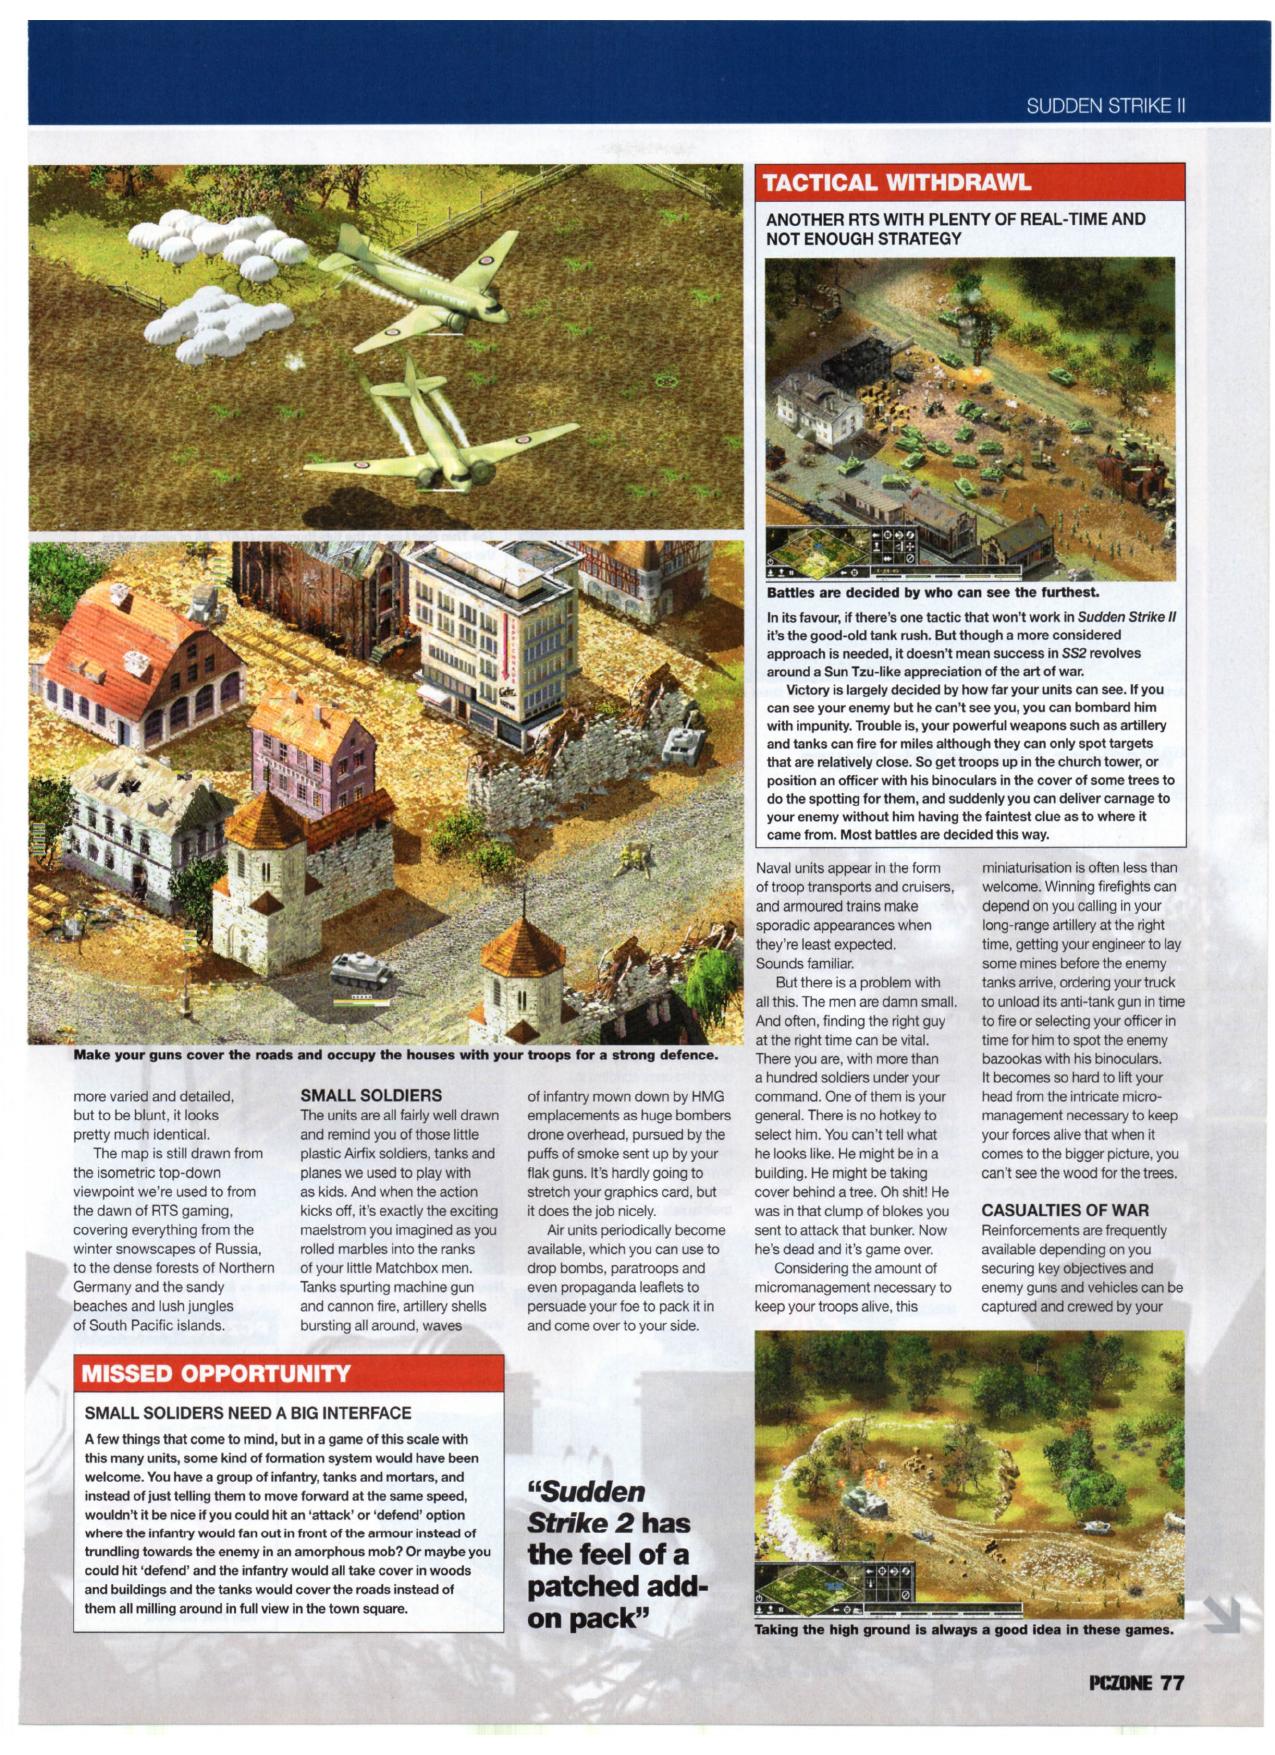 SUDDEN STRIKE II
Make your guns cover the roads and occupy the houses with your troops for a strong defence.
more varied and detailed,
but to be blunt, it looks
pretty much identical.
The map is still drawn from
the isometric top-down
viewpoint we're used to from
the dawn of RTS gaming,
covering everything from the
winter snowscapes of Russia,
to the dense forests of Northern
Germany and the sandy
beaches and lush jungles
of South Pacific islands.
SMALL SOLDIERS
The units are all fairly well drawn
and remind you of those little
plastic Airfix soldiers, tanks and
planes we used to play with
as kids. And when the action
kicks off, it's exactly the exciting
maelstrom you imagined as you
rolled marbles into the ranks
of your little Matchbox men.
Tanks spurting machine gun
and cannon fire, artillery shells
bursting all around, waves
of infantry mown down by HMG
emplacements as huge bombers
drone overhead, pursued by the
puffs of smoke sent up by your
flak guns. It's hardly going to
stretch your graphics card, but
it does the job nicely.
Air units periodically become
available, which you can use to
drop bombs, paratroops and
even propaganda leaflets to
persuade your foe to pack it in
and come over to your side.
MISSED OPPORTUNITY
SMALL SOLIDERS NEED A BIG INTERFACE
A few things that come to mind, but in a game of this scale with
this many units, some kind of formation system would have been
welcome. You have a group of infantry, tanks and mortars, and
instead of just telling them to move forward at the same speed,
wouldn't it be nice if you could hit an 'attack' or 'defend' option
where the infantry would fan out in front of the armour instead of
trundling towards the enemy in an amorphous mob? Or maybe you
could hit 'defend' and the infantry would all take cover in woods
and buildings and the tanks would cover the roads instead of
them all milling around in full view in the town square.
"Sudden
Strike 2 has
the feel of a
patched add-
on pack"
TACTICAL WITHDRAWL
ANOTHER RTS WITH PLENTY OF REAL-TIME AND
NOT ENOUGH STRATEGY
Battles are decided by who can see the furthest.
In its favour, if there's one tactic that won't work in Sudden Strike II
it's the good-old tank rush. But though a more considered
approach is needed, it doesn't mean success in SS2 revolves
around a Sun Tzu-like appreciation of the art of war.
Victory is largely decided by how far your units can see. If you
can see your enemy but he can't see you, you can bombard him
with impunity. Trouble is, your powerful weapons such as artillery
and tanks can fire for miles although they can only spot targets
that are relatively close. So get troops up in the church tower, or
position an officer with his binoculars in the cover of some trees to
do the spotting for them, and suddenly you can deliver carnage to
your enemy without him having the faintest clue as to where it
came from. Most battles are decided this way.
Naval units appear in the form
of troop transports and cruisers,
and armoured trains make
sporadic appearances when
they're least expected.
Sounds familiar.
But there is a problem with
all this. The men are damn small.
And often, finding the right guy
at the right time can be vital.
There you are, with more than
a hundred soldiers under your
command. One of them is your
general. There is no hotkey to
select him. You can't tell what
he looks like. He might be in a
building. He might be taking
cover behind a tree. Oh shit! He
was in that clump of blokes you
sent to attack that bunker. Now
he's dead and it's game over.
Considering the amount of
micromanagement necessary to
keep your troops alive, this
miniaturisation is often less than
welcome. Winning firefights can
depend on you calling in your
long-range artillery at the right
time, getting your engineer to lay
some mines before the enemy
tanks arrive, ordering your truck
to unload its anti-tank gun in time
to fire or selecting your officer in
time for him to spot the enemy
bazookas with his binoculars.
It becomes so hard to lift your
head from the intricate micro-
management necessary to keep
your forces alive that when it
comes to the bigger picture, you
can't see the wood for the trees.
CASUALTIES OF WAR
Reinforcements are frequently
available depending on you
securing key objectives and
enemy guns and vehicles can be
captured and crewed by your
Taking the high ground is always a good idea in these games.
PCZONE 77